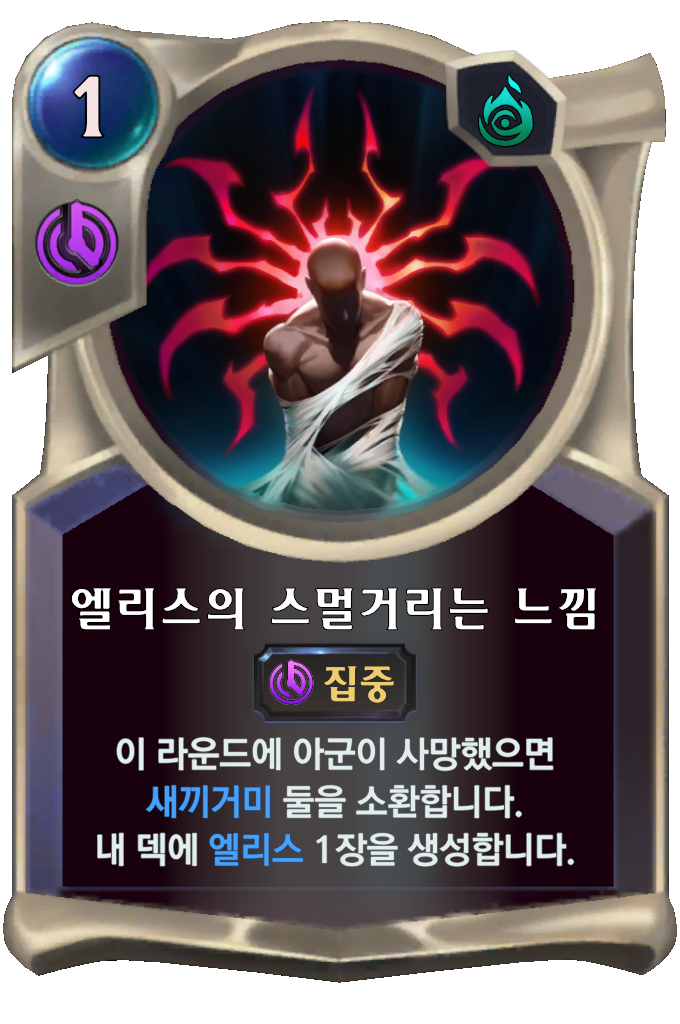 1
엘리스의 스멀거리는 느낌
집중
이 라운드에 아군이 사망했으면
새끼거미 둘을 소환합니다.
내 덱에 엘리스 1장을 생성합니다.